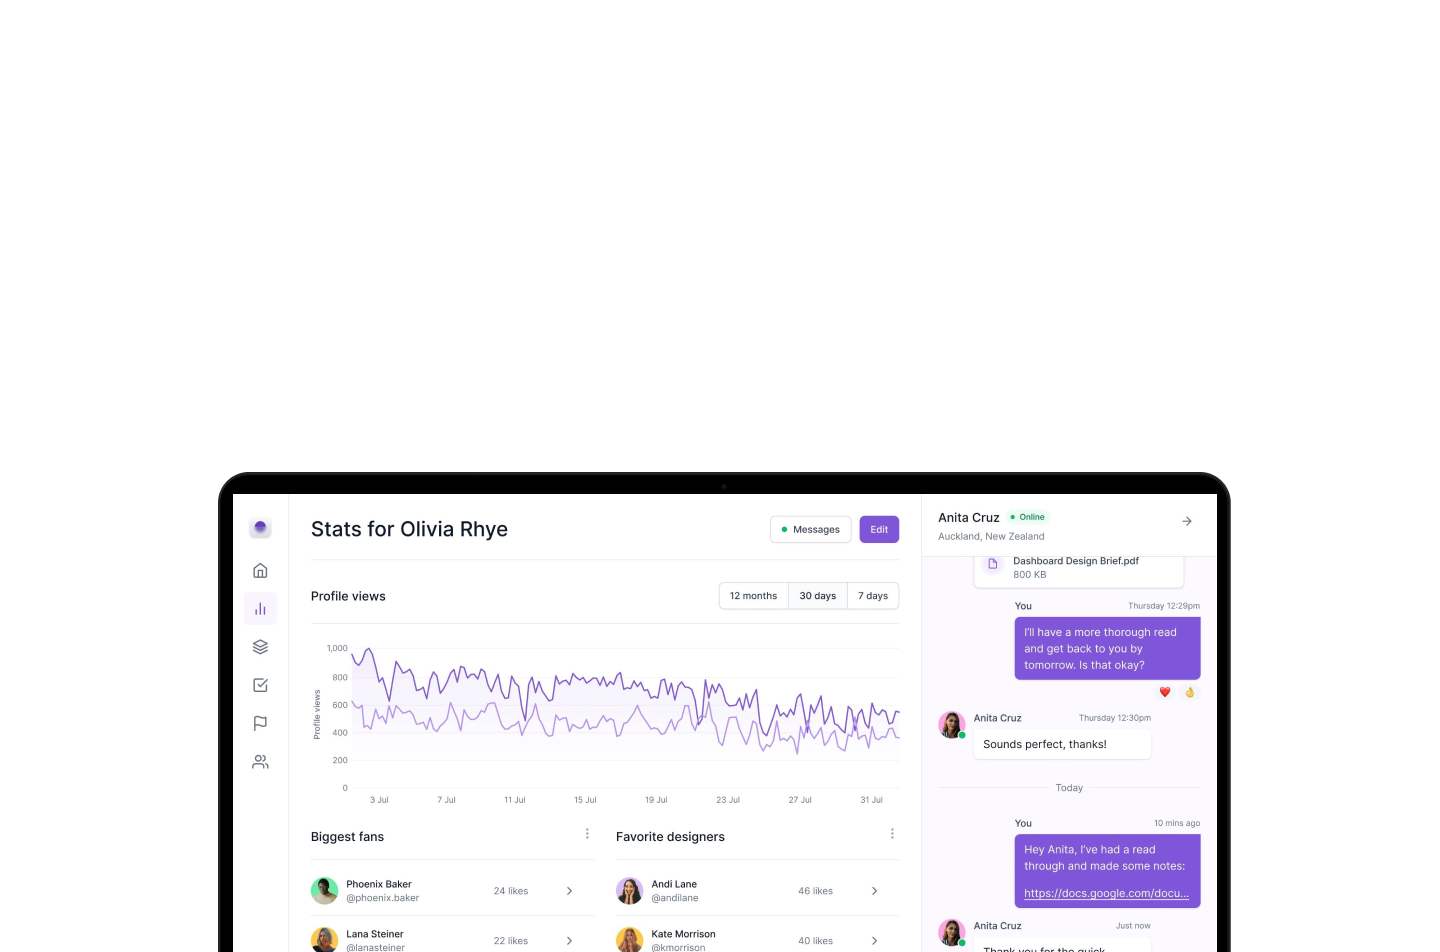 Stats for Olivia Rhye
Messages
Edit
Profile views
12 months
30 days
7 days
Profile views
1,000
800
600
400
200
0
3 Jul
7 Jul
11 Jul
15 Jul
19 Jul
23 Jul
27 Jul
31 Jul
Biggest fans
Phoenix Baker
@phoenix.baker
24 likes
Lana Steiner
@lanasteiner
22 likes
Favorite designers
Andi Lane
@andilane
46 likes
Kate Morrison
@kmorrison
40 likes
Anita Cruz
Online
Auckland, New Zealand
Dashboard Design Brief.pdf
800 KB
You
Thursday 12:29pm
I'll have a more thorough read
and get back to you by
tomorrow. Is that okay?
Anita Cruz
Thursday 12:30pm
Sounds perfect, thanks!
Today
You
10 mins ago
Hey Anita, I've had a read
through and made some notes:
https://docs.google.com/docu...
Anita Cruz
Just now
Thank you for the quick